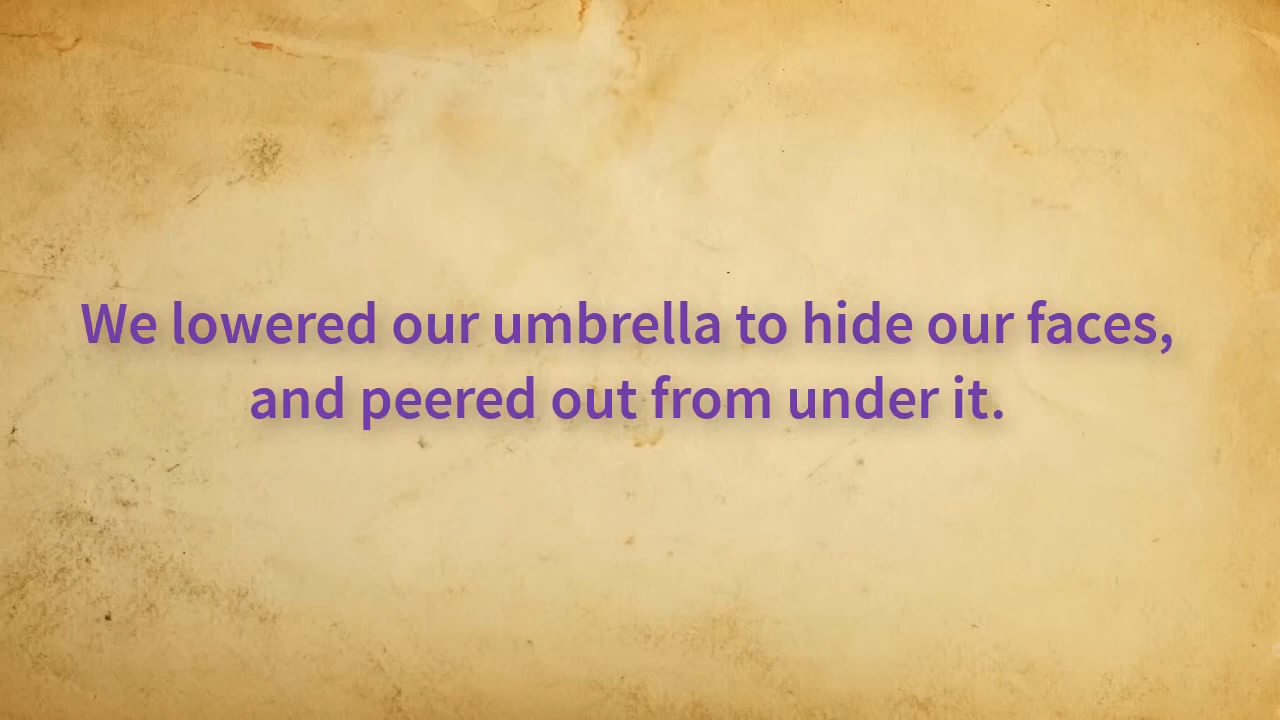 We lowered our umbrella to hide our faces,
and peered out from under it.